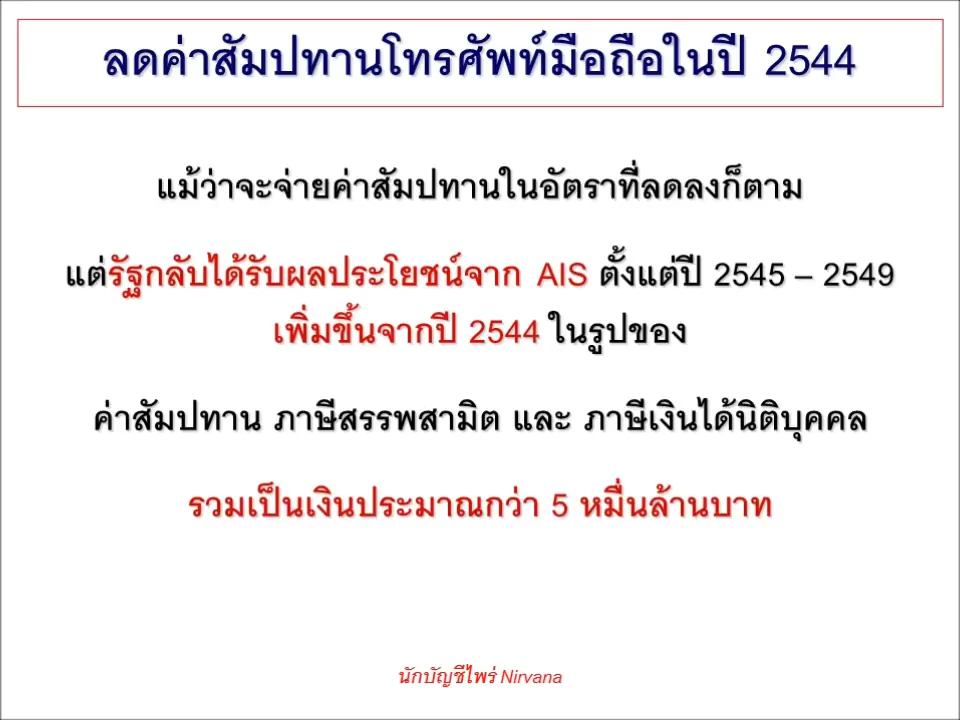 ลดค่าสัมปทานโทรศัพท์มือถือในปี 2544
แม้ว่าจะจ่ายค่าสัมปทานในอัตราที่ลดลงก็ตาม
แต่รัฐกลับได้รับผลประโยชน์จาก AIS ตั้งแต่ปี 2545 – 2549
เพิ่มขึ้นจากปี 2544 ในรูปของ
ค่าสัมปทาน ภาษีสรรพสามิต และ ภาษีเงินได้นิติบุคคล
รวมเป็นเงินประมาณกว่า 5 หมื่นล้านบาท
นักบัญชีไพร่ Nirvana